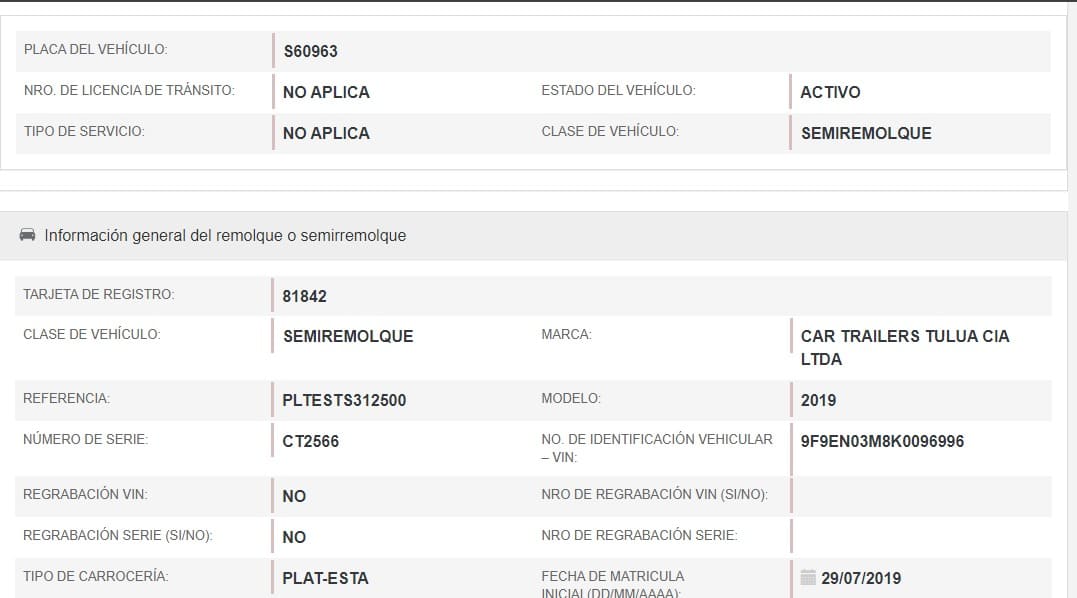 PLACA DEL VEHÍCULO: S60963
NRO. DE LICENCIA DE TRÁNSITO: NO APLICA ESTADO DEL VEHÍCULO: ACTIVO
TIPO DE SERVICIO: NO APLICA CLASE DE VEHÍCULO: SEMIREMOLQUE
Información general del remolque o semirremolque
TARJETA DE REGISTRO: 81842
CLASE DE VEHÍCULO: SEMIREMOLQUE MARCA: CAR TRAILERS TULUA CIA
LTDA
REFERENCIA: PLTESTS312500 MODELO: 2019
NÚMERO DE SERIE: CT2566 NO. DE IDENTIFICACIÓN VEHICULAR 9F9EN03M8K0096996
– VIN:
REGRABACIÓN VIN: NO NRO DE REGRABACIÓN VIN (SI/NO):
REGRABACIÓN SERIE (SI/NO): NO NRO DE REGRABACIÓN SERIE:
TIPO DE CARROCERÍA: PLAT-ESTA FECHA DE MATRICULA 29/07/2019
INICIAL(DD/MM/AAAA):